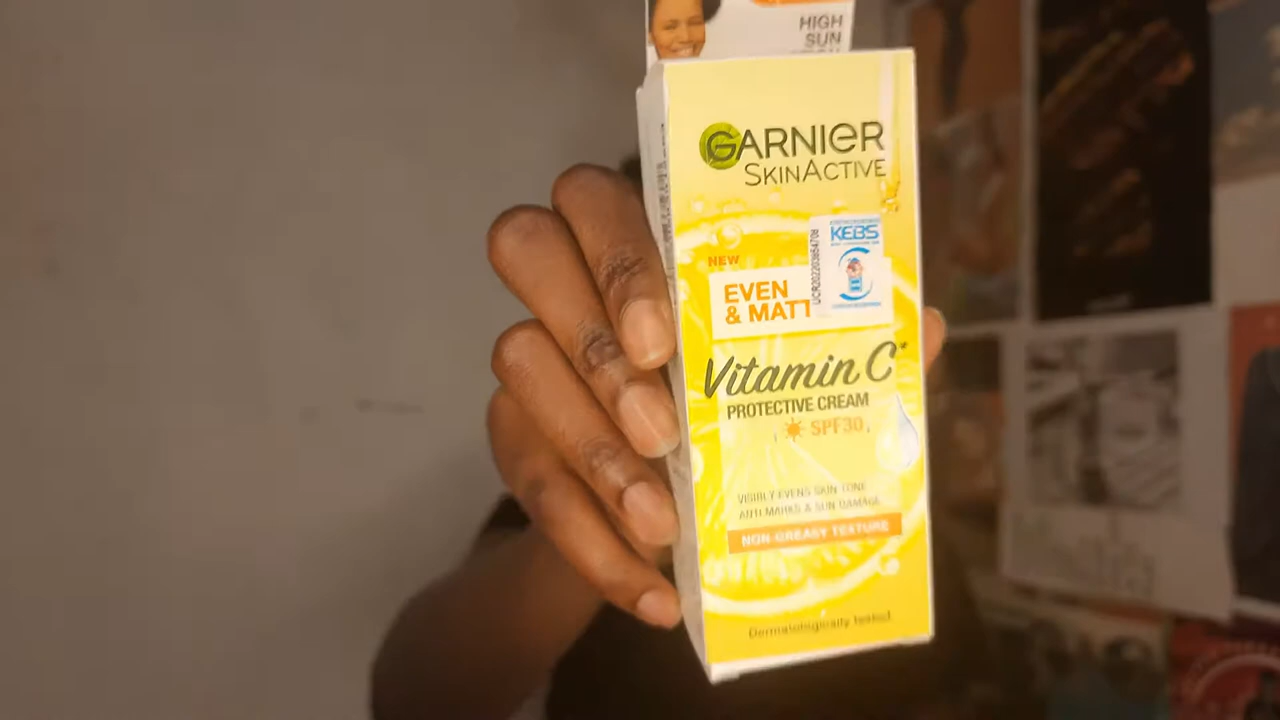 HIGH
SUN
GARNIER
SKINACTIVE
KEBS
UCR202203854708
NEW
EVEN
& MATT
Vitamin C*
PROTECTIVE CREAM
SPF30
VISIBLY EVENS SKIN TONE
ANTI MARKS & SUN DAMAGE
NON-GREASY TEXTURE
Dermatologically tested